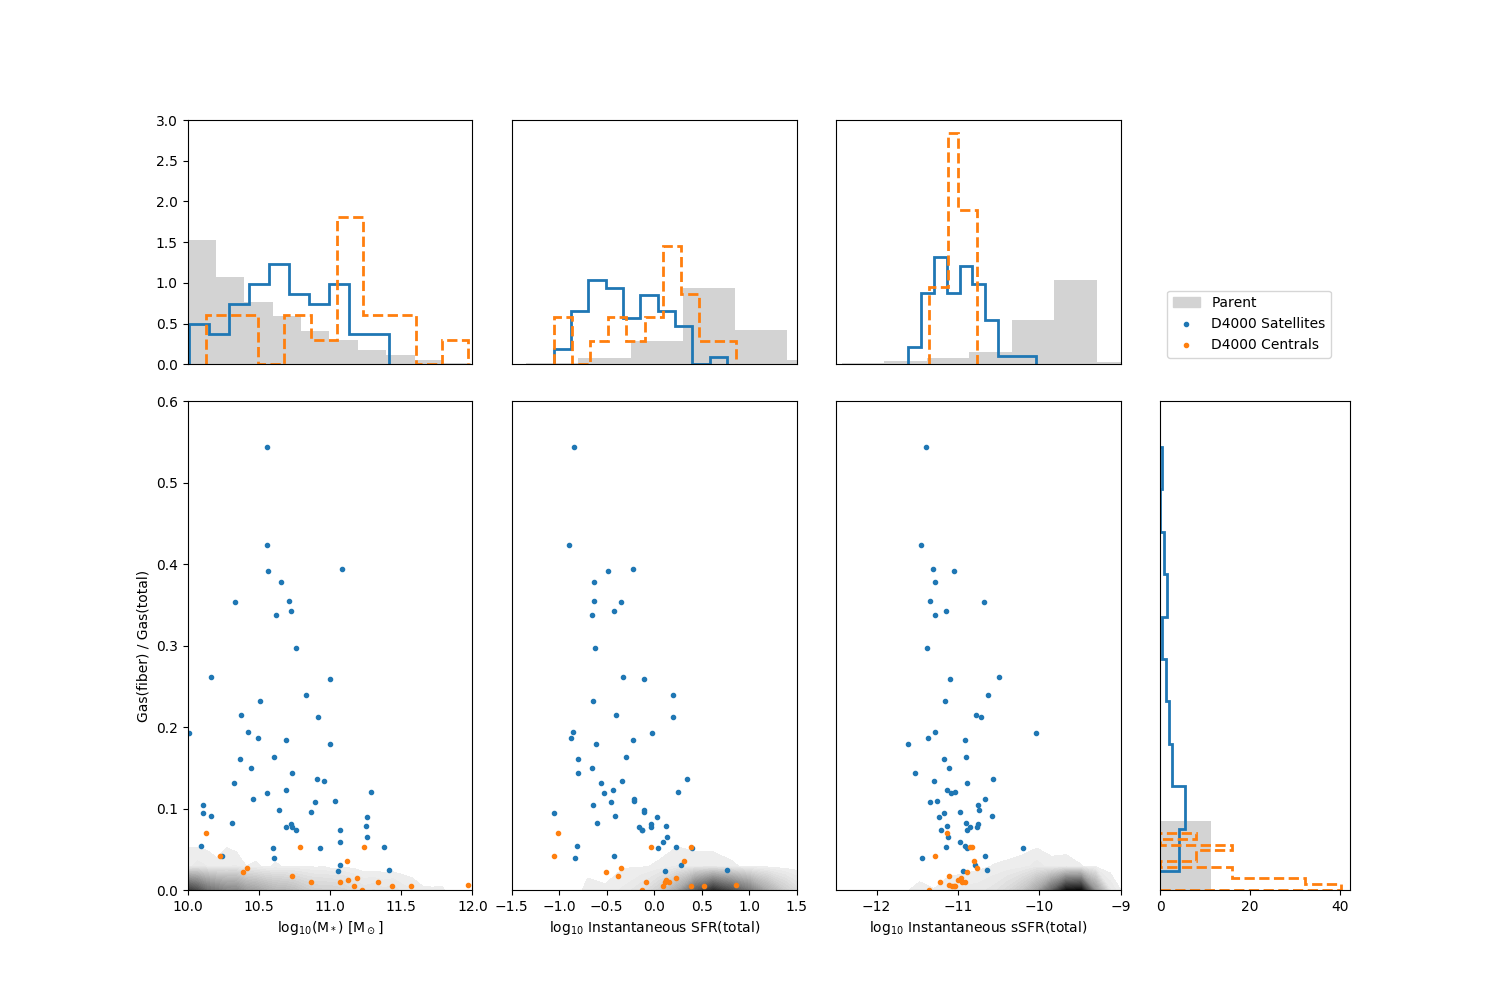 3.0
2.5
2.0
1.5
1.0
0.5
0.0
Parent
D4000 Satellites
D4000 Centrals
0.6
0.5
0.4
0.3
0.2
0.1
0.0
Gas(fiber) / Gas(total)
10.0 10.5 11.0 11.5 12.0
−1.5 −1.0 −0.5 0.0 0.5 1.0 1.5
−12 −11 −10 −9
0 20 40
log₁₀(M*) [M⊙]
log₁₀ Instantaneous SFR(total)
log₁₀ Instantaneous sSFR(total)